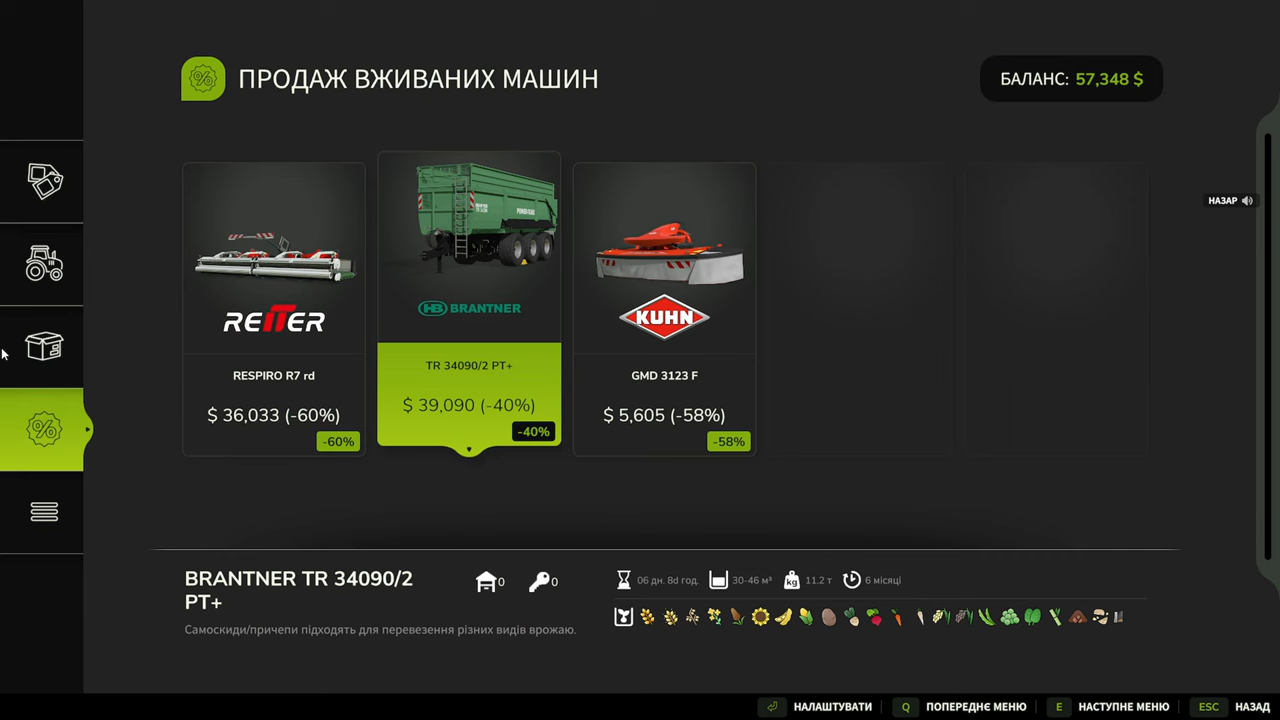 ПРОДАЖ ВЖИВАНИХ МАШИН
БАЛАНС: 57,348 $
НАЗАР
REITER
RESPIRO R7 rd
$ 36,033 (-60%)
-60%
HB BRANTNER
TR 34090/2 PT+
$ 39,090 (-40%)
-40%
KUHN
GMD 3123 F
$ 5,605 (-58%)
-58%
BRANTNER TR 34090/2
PT+
0
0
06 дн. 8d год.
30-46 м³
kg
11.2 т
6 місяці
Самоскиди/причепи підходять для перевезення різних видів врожаю.
НАЛАШТУВАТИ
Q ПОПЕРЕДНЄ МЕНЮ
E НАСТУПНЕ МЕНЮ
ESC НАЗАД